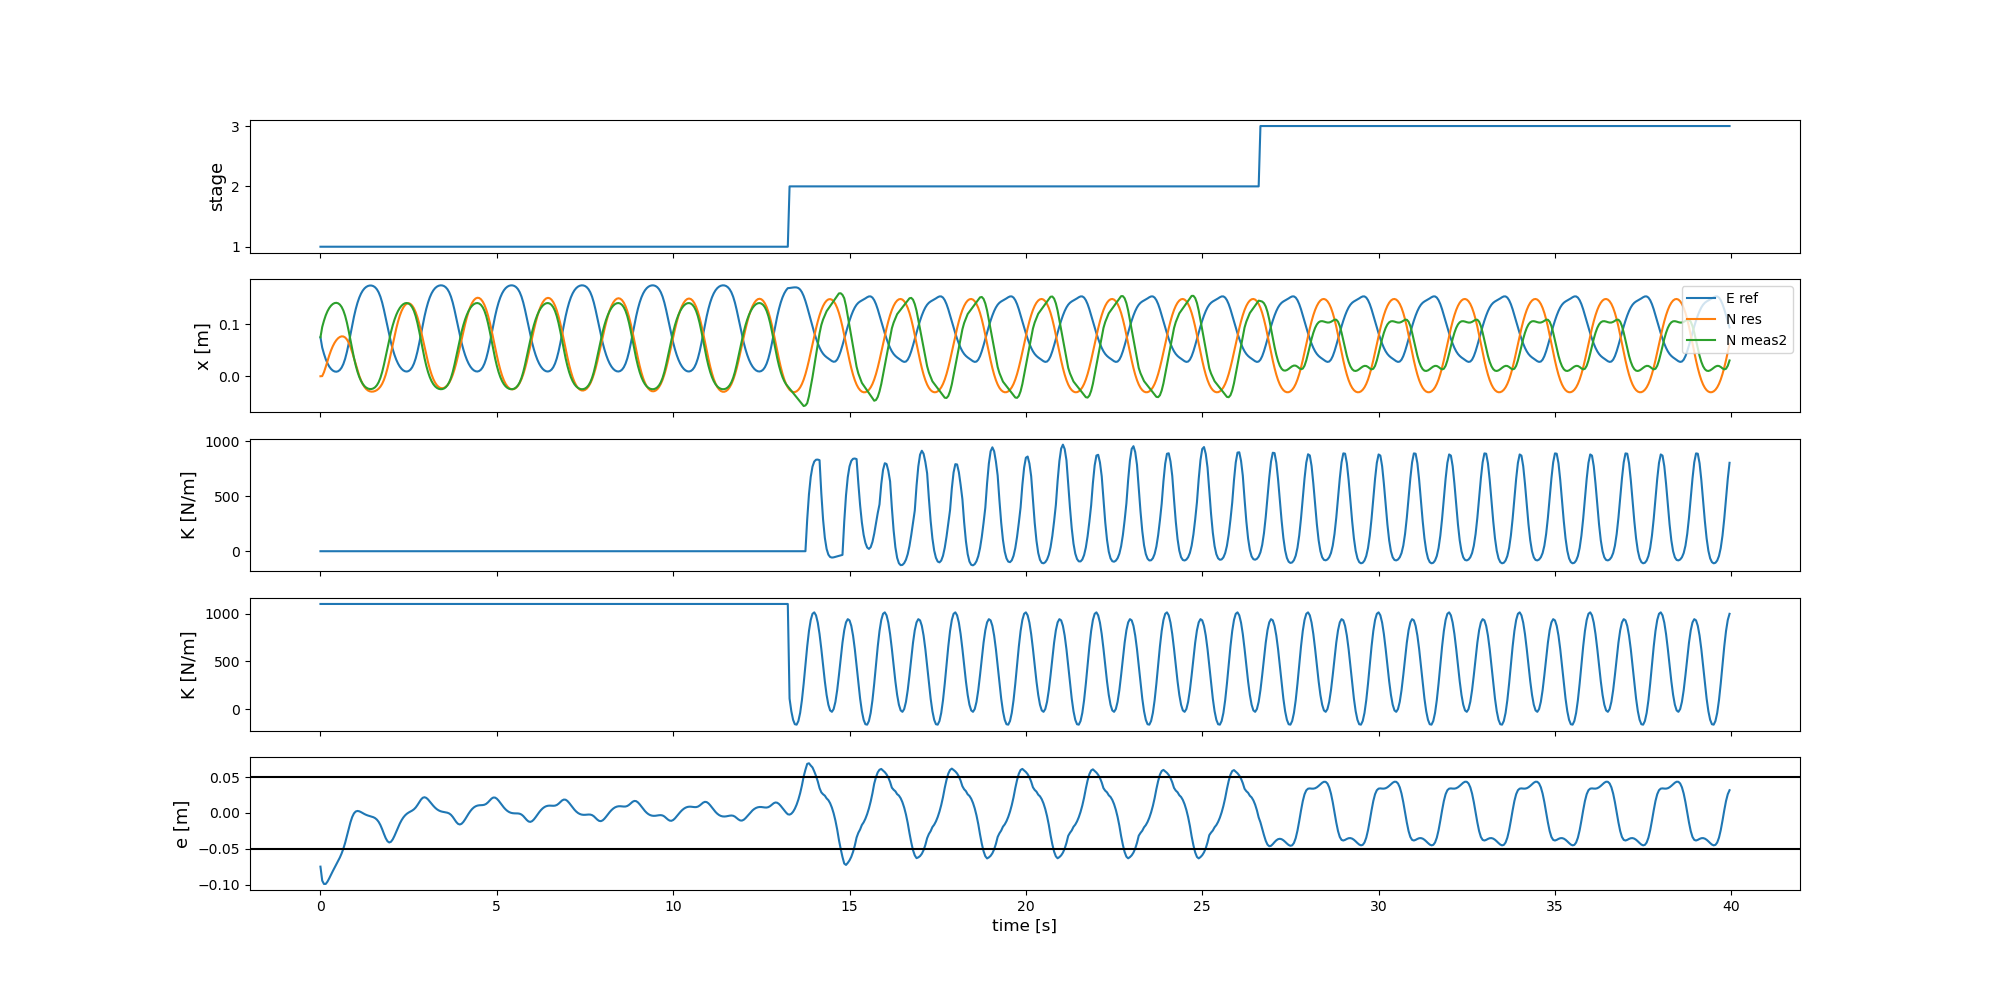 stage
3
2
1
x [m]
0.1
0.0
E ref
N res
N meas2
K [N/m]
1000
500
0
K [N/m]
1000
500
0
e [m]
0.05
0.00
−0.05
−0.10
0 5 10 15 20 25 30 35 40
time [s]